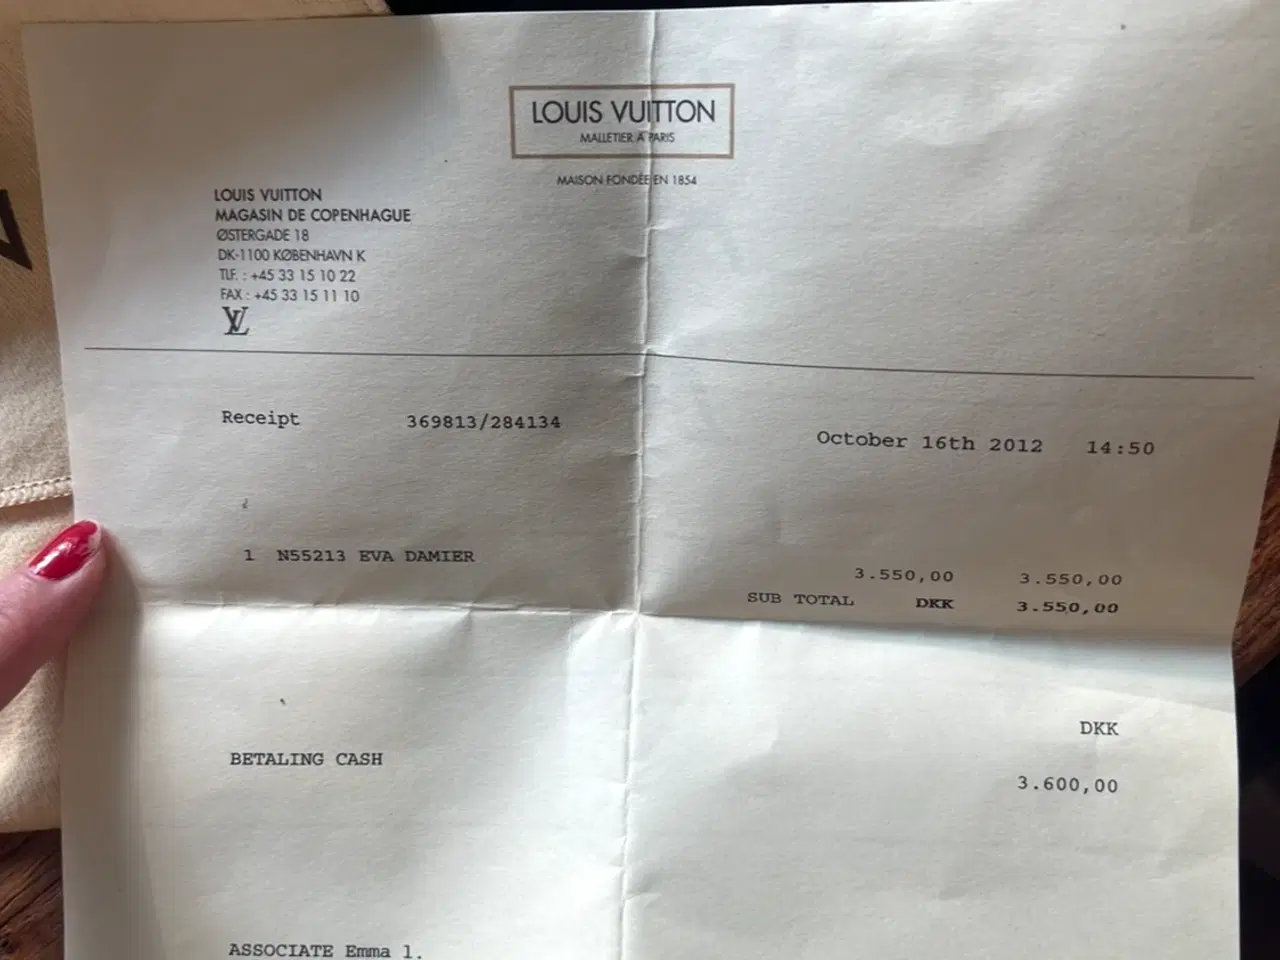 LOUIS VUITTON
MALLETIER A PARIS
MAISON FONDÉE EN 1854
LOUIS VUITTON
MAGASIN DE COPENHAGUE
ØSTERGADE 18
DK-1100 KØBENHAVN K
TLF. : +45 33 15 10 22
FAX : +45 33 15 11 10
LV
Receipt 369813/284134 October 16th 2012 14:50
1 N55213 EVA DAMIER 3.550,00 3.550,00
SUB TOTAL DKK 3.550,00
DKK
BETALING CASH 3.600,00
ASSOCIATE Emma l.